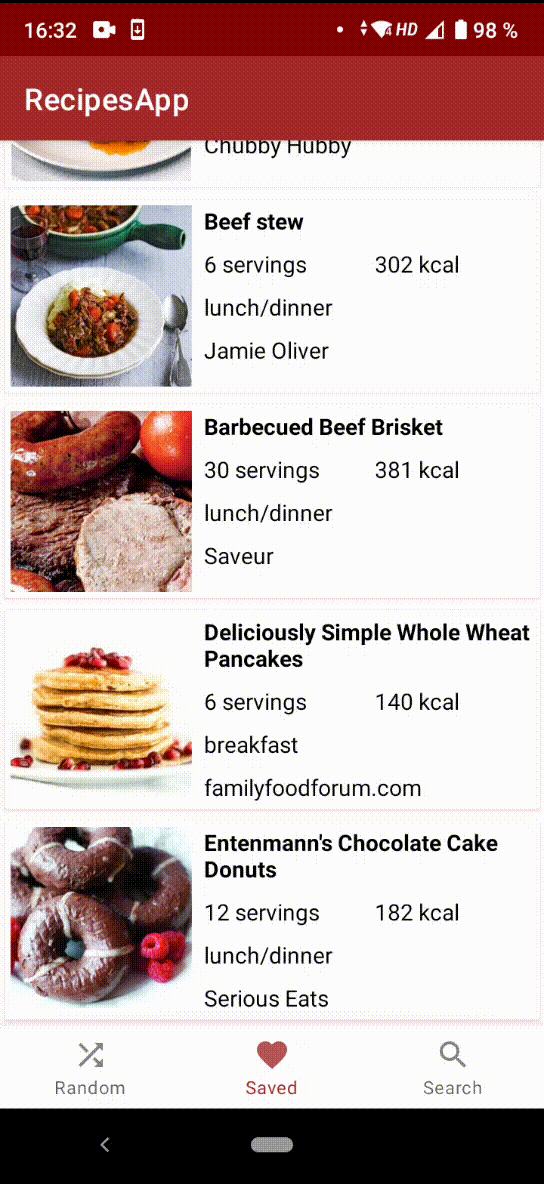 16:32 HD 98 %
RecipesApp
Chubby Hubby
Beef stew
6 servings 302 kcal
lunch/dinner
Jamie Oliver
Barbecued Beef Brisket
30 servings 381 kcal
lunch/dinner
Saveur
Deliciously Simple Whole Wheat
Pancakes
6 servings 140 kcal
breakfast
familyfoodforum.com
Entenmann's Chocolate Cake
Donuts
12 servings 182 kcal
lunch/dinner
Serious Eats
Random Saved Search